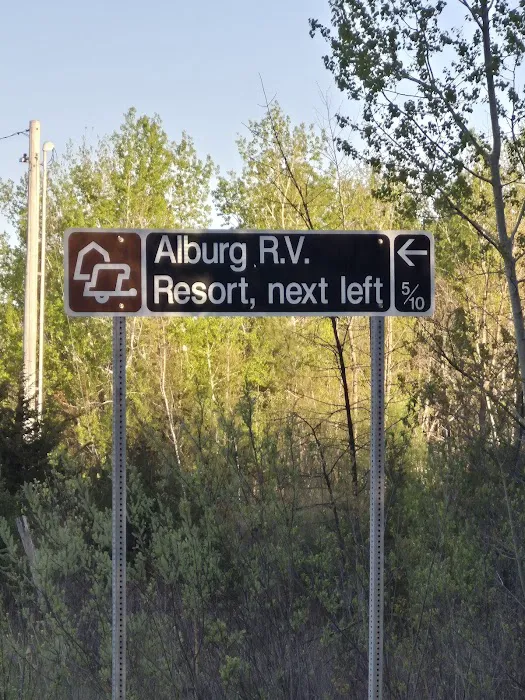 Alburg R.V.
Resort, next left
5/10